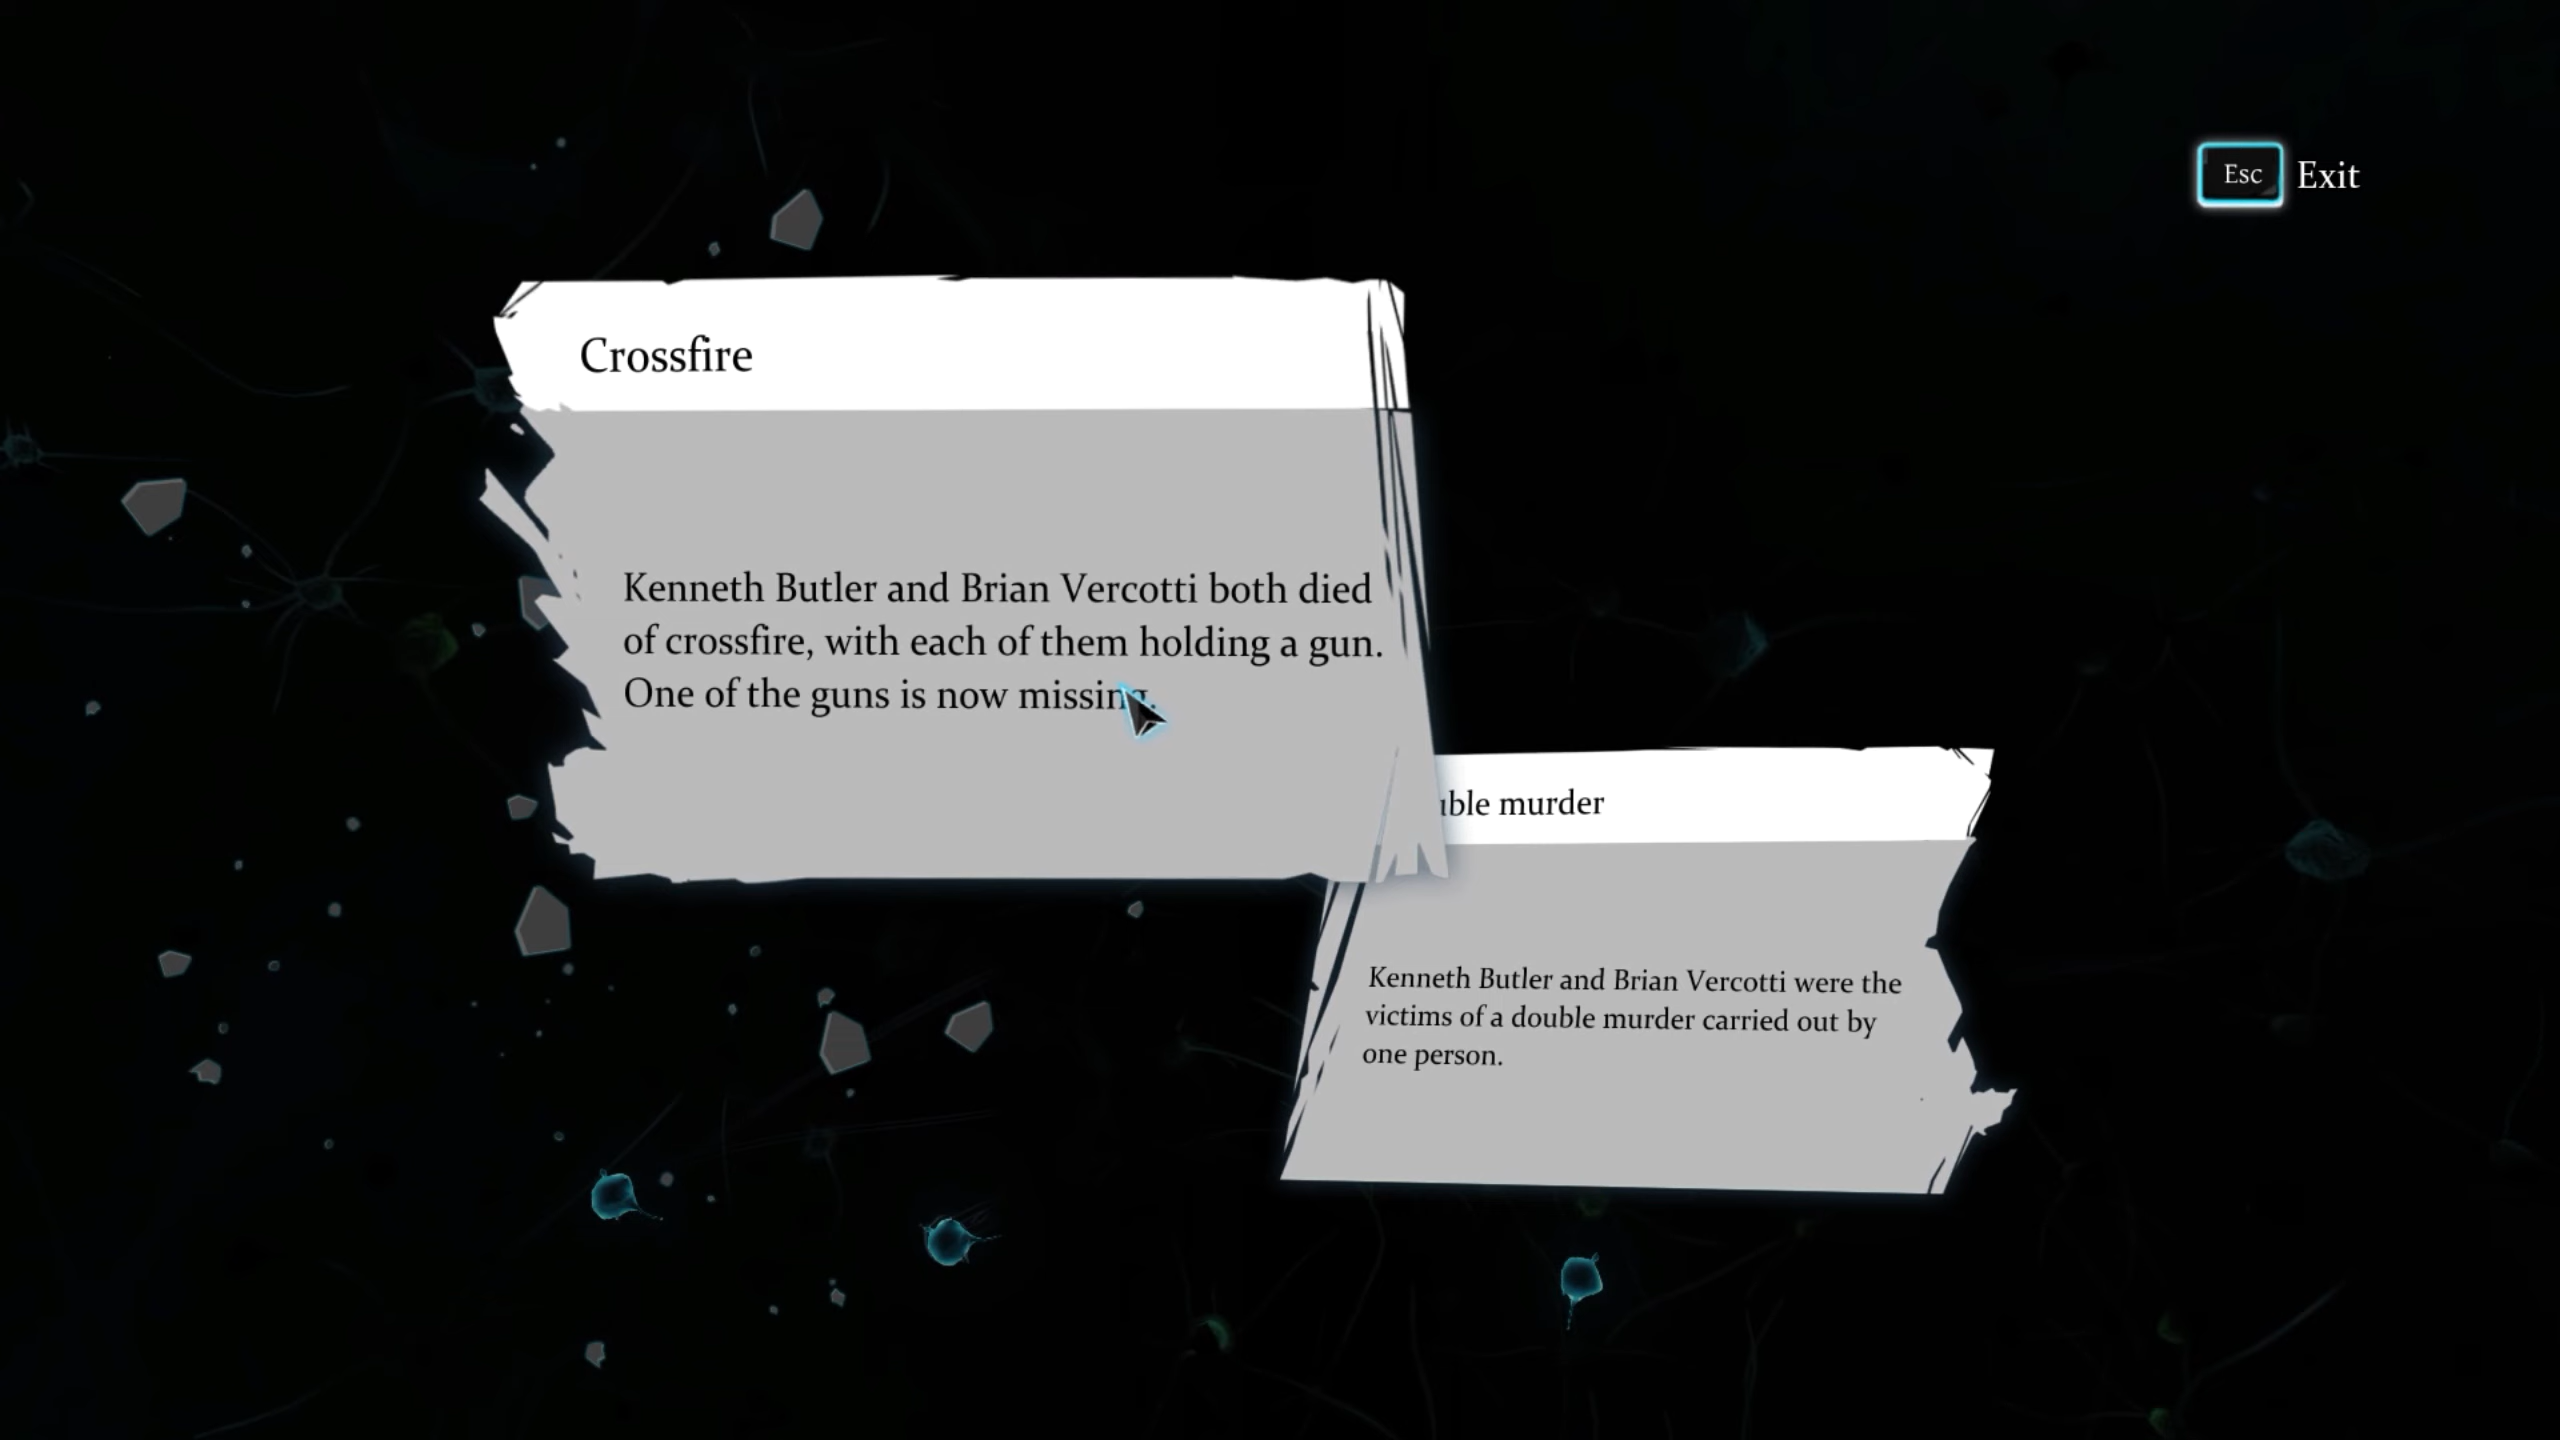 Esc Exit
Crossfire
Kenneth Butler and Brian Vercotti both died
of crossfire, with each of them holding a gun.
One of the guns is now missing.
murder
Kenneth Butler and Brian Vercotti were the
victims of a double murder carried out by
one person.